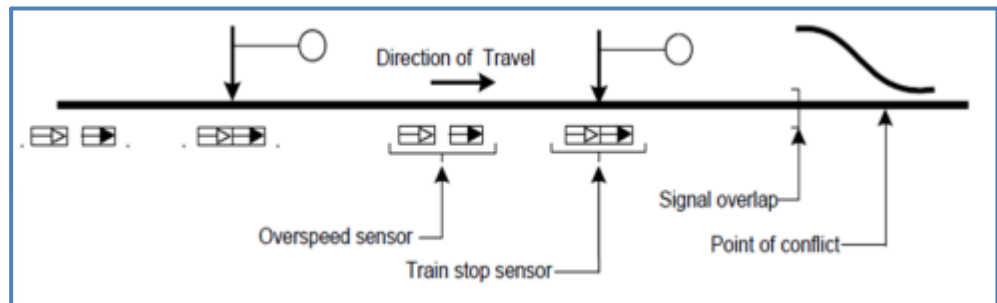 Direction of Travel
Signal overlap
Overspeed sensor
Point of conflict
Train stop sensor